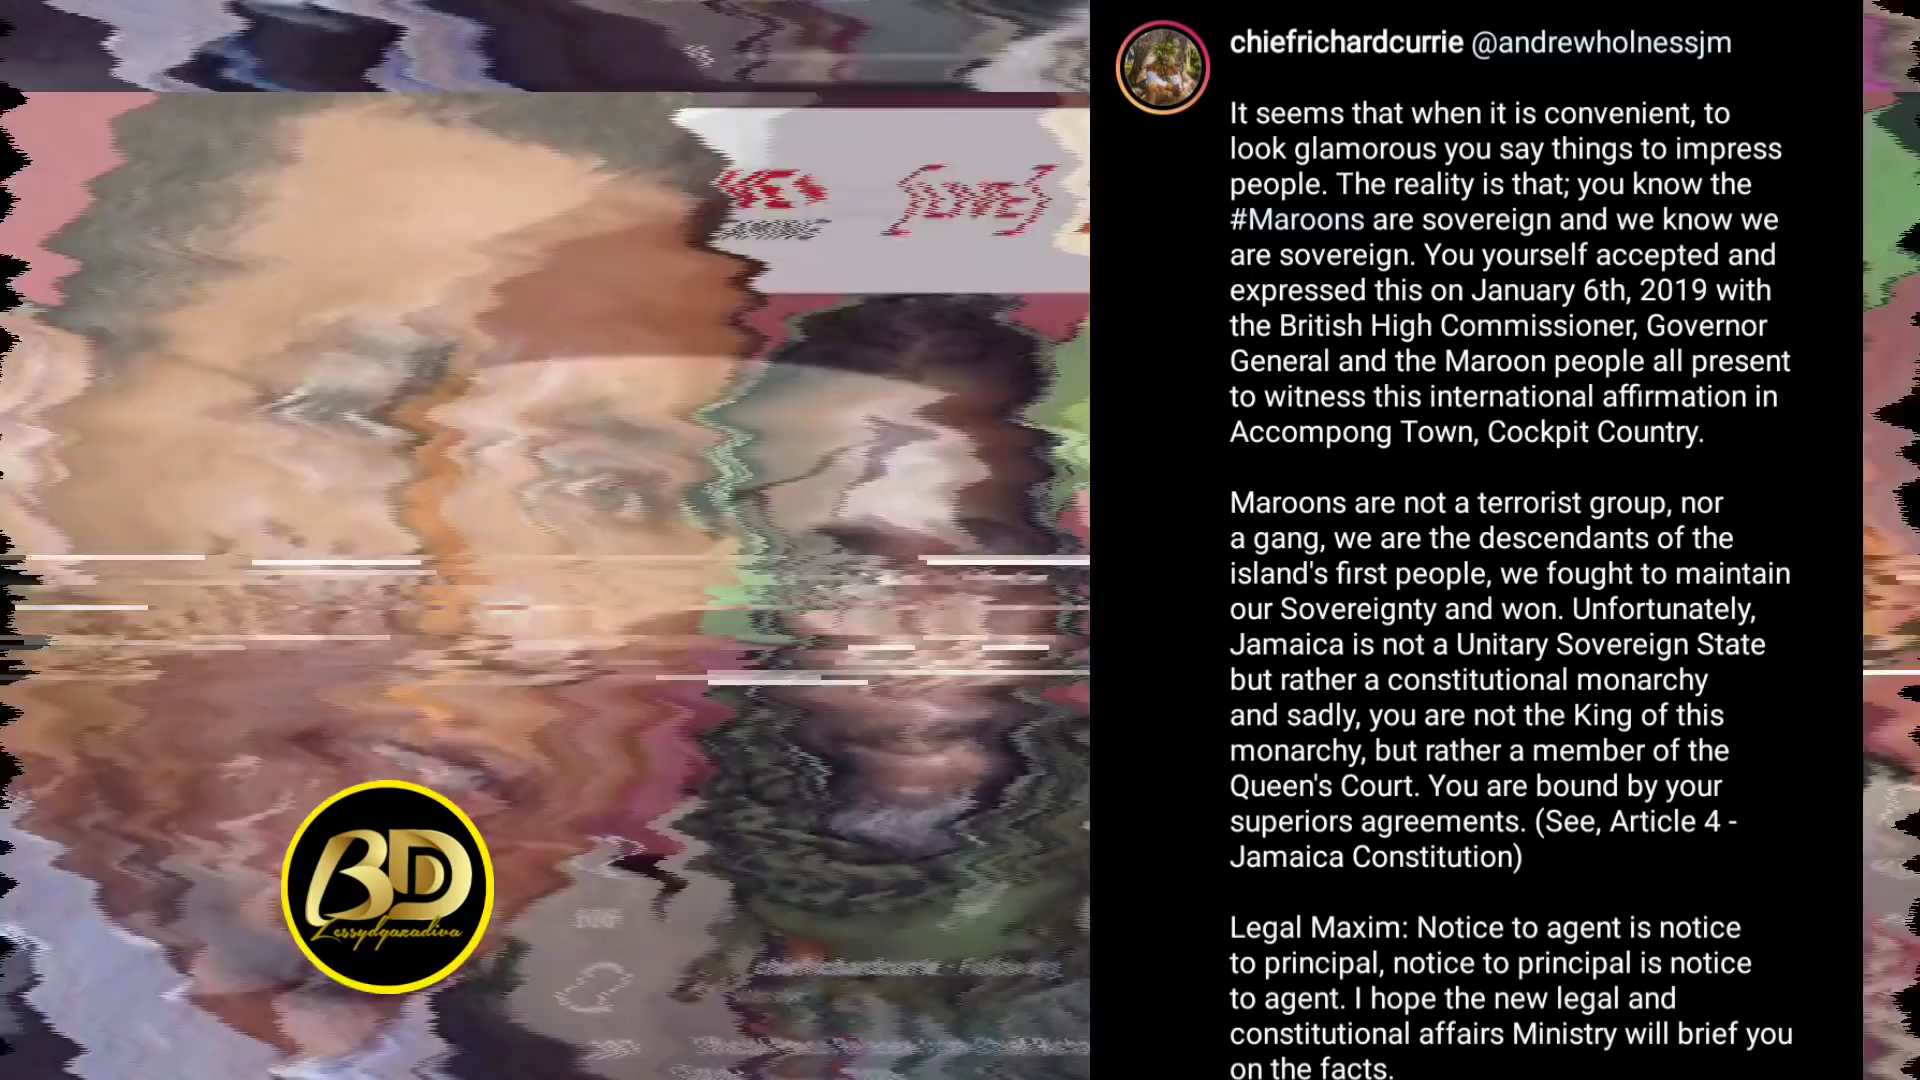 chiefrichardcurrie @andrewholnessjm
It seems that when it is convenient, to
look glamorous you say things to impress
people. The reality is that; you know the
#Maroons are sovereign and we know we
are sovereign. You yourself accepted and
expressed this on January 6th, 2019 with
the British High Commissioner, Governor
General and the Maroon people all present
to witness this international affirmation in
Accompong Town, Cockpit Country.
Maroons are not a terrorist group, nor
a gang, we are the descendants of the
island's first people, we fought to maintain
our Sovereignty and won. Unfortunately,
Jamaica is not a Unitary Sovereign State
but rather a constitutional monarchy
and sadly, you are not the King of this
monarchy, but rather a member of the
Queen's Court. You are bound by your
superiors agreements. (See, Article 4 -
Jamaica Constitution)
Legal Maxim: Notice to agent is notice
to principal, notice to principal is notice
to agent. I hope the new legal and
constitutional affairs Ministry will brief you
on the facts.
BD
Zessydgazadiva